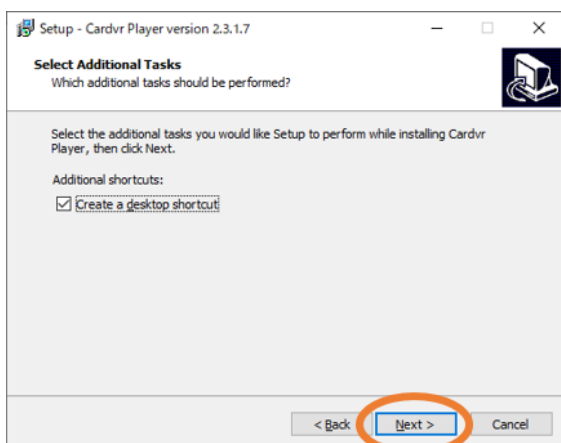 Setup - Cardvr Player version 2.3.1.7
Select Additional Tasks
Which additional tasks should be performed?
Select the additional tasks you would like Setup to perform while installing Cardvr
Player, then click Next.
Additional shortcuts:
Create a desktop shortcut
< Back Next > Cancel